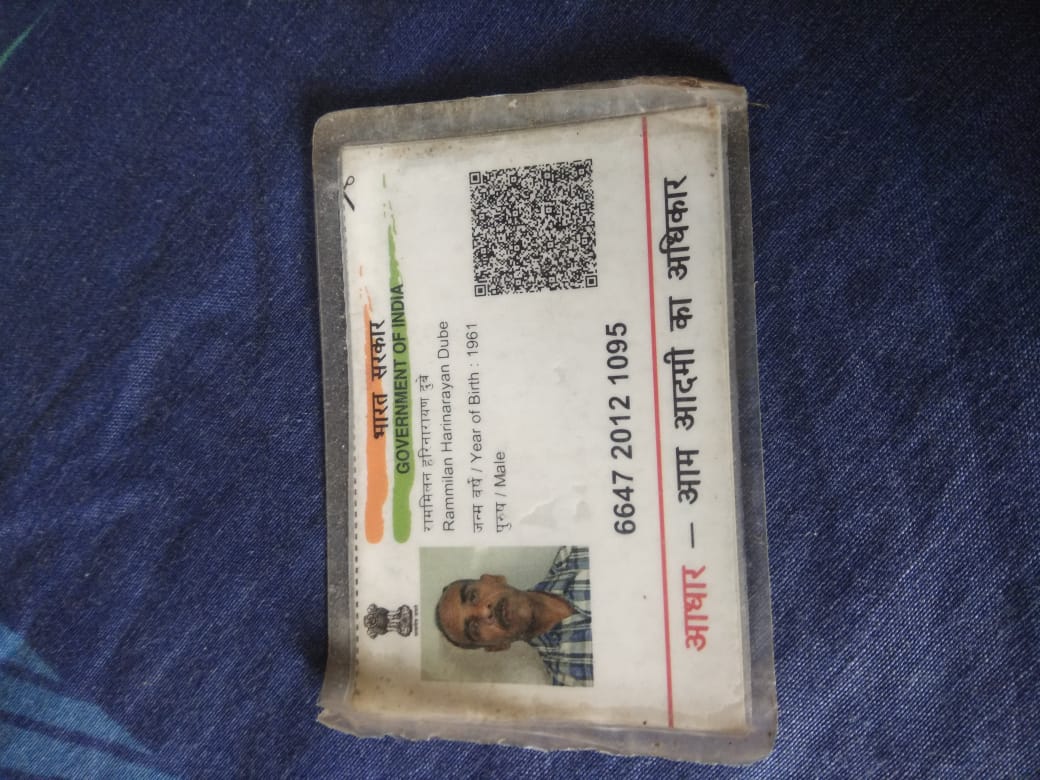 भारत सरकार
GOVERNMENT OF INDIA
राममिलन हरिनारायण दुबे
Rammilan Harinarayan Dube
जन्म वर्ष / Year of Birth : 1961
पुरुष / Male
6647 2012 1095
आधार – आम आदमी का अधिकार